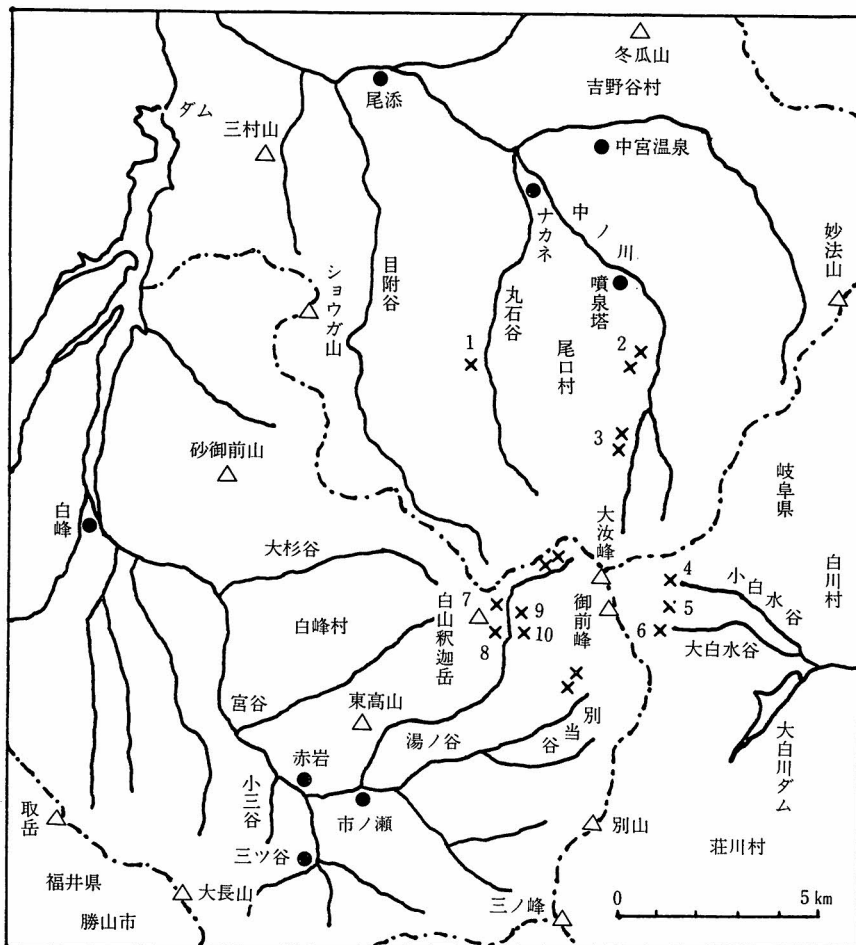 冬瓜山
吉野谷村
尾添
ダム
三村山
中宮温泉
ナカネ
中ノ川
妙法山
ショウガ山
目附谷
丸石谷
噴泉塔
尾口村
1
2
3
砂御前山
岐阜県
白峰
大杉谷
大汝峰
4
小白水谷
白川村
7
白山釈迦岳
9
御前峰
5
白峰村
8
10
6
大白水谷
宮谷
東高山
湯ノ谷
別当谷
大白川ダム
赤岩
小三谷
市ノ瀬
取岳
別山
三ツ谷
荘川村
福井県
大長山
勝山市
三ノ峰
0 5 km